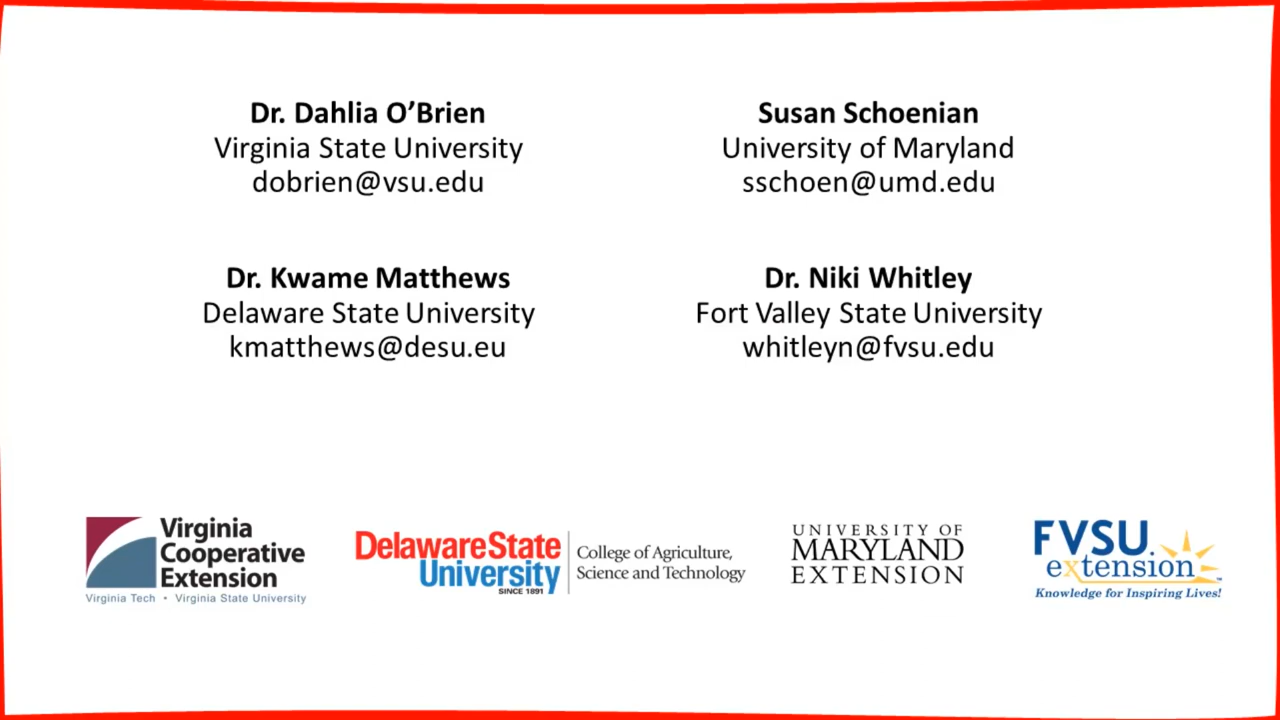 Dr. Dahlia O’Brien
Virginia State University
dobrien@vsu.edu
Susan Schoenian
University of Maryland
sschoen@umd.edu
Dr. Kwame Matthews
Delaware State University
kmatthews@desu.eu
Dr. Niki Whitley
Fort Valley State University
whitleyn@fvsu.edu
Virginia
Cooperative
Extension
Virginia Tech • Virginia State University
Delaware State
University
SINCE 1891
College of Agriculture,
Science and Technology
UNIVERSITY OF
MARYLAND
EXTENSION
FVSU
extension
Knowledge for Inspiring Lives!